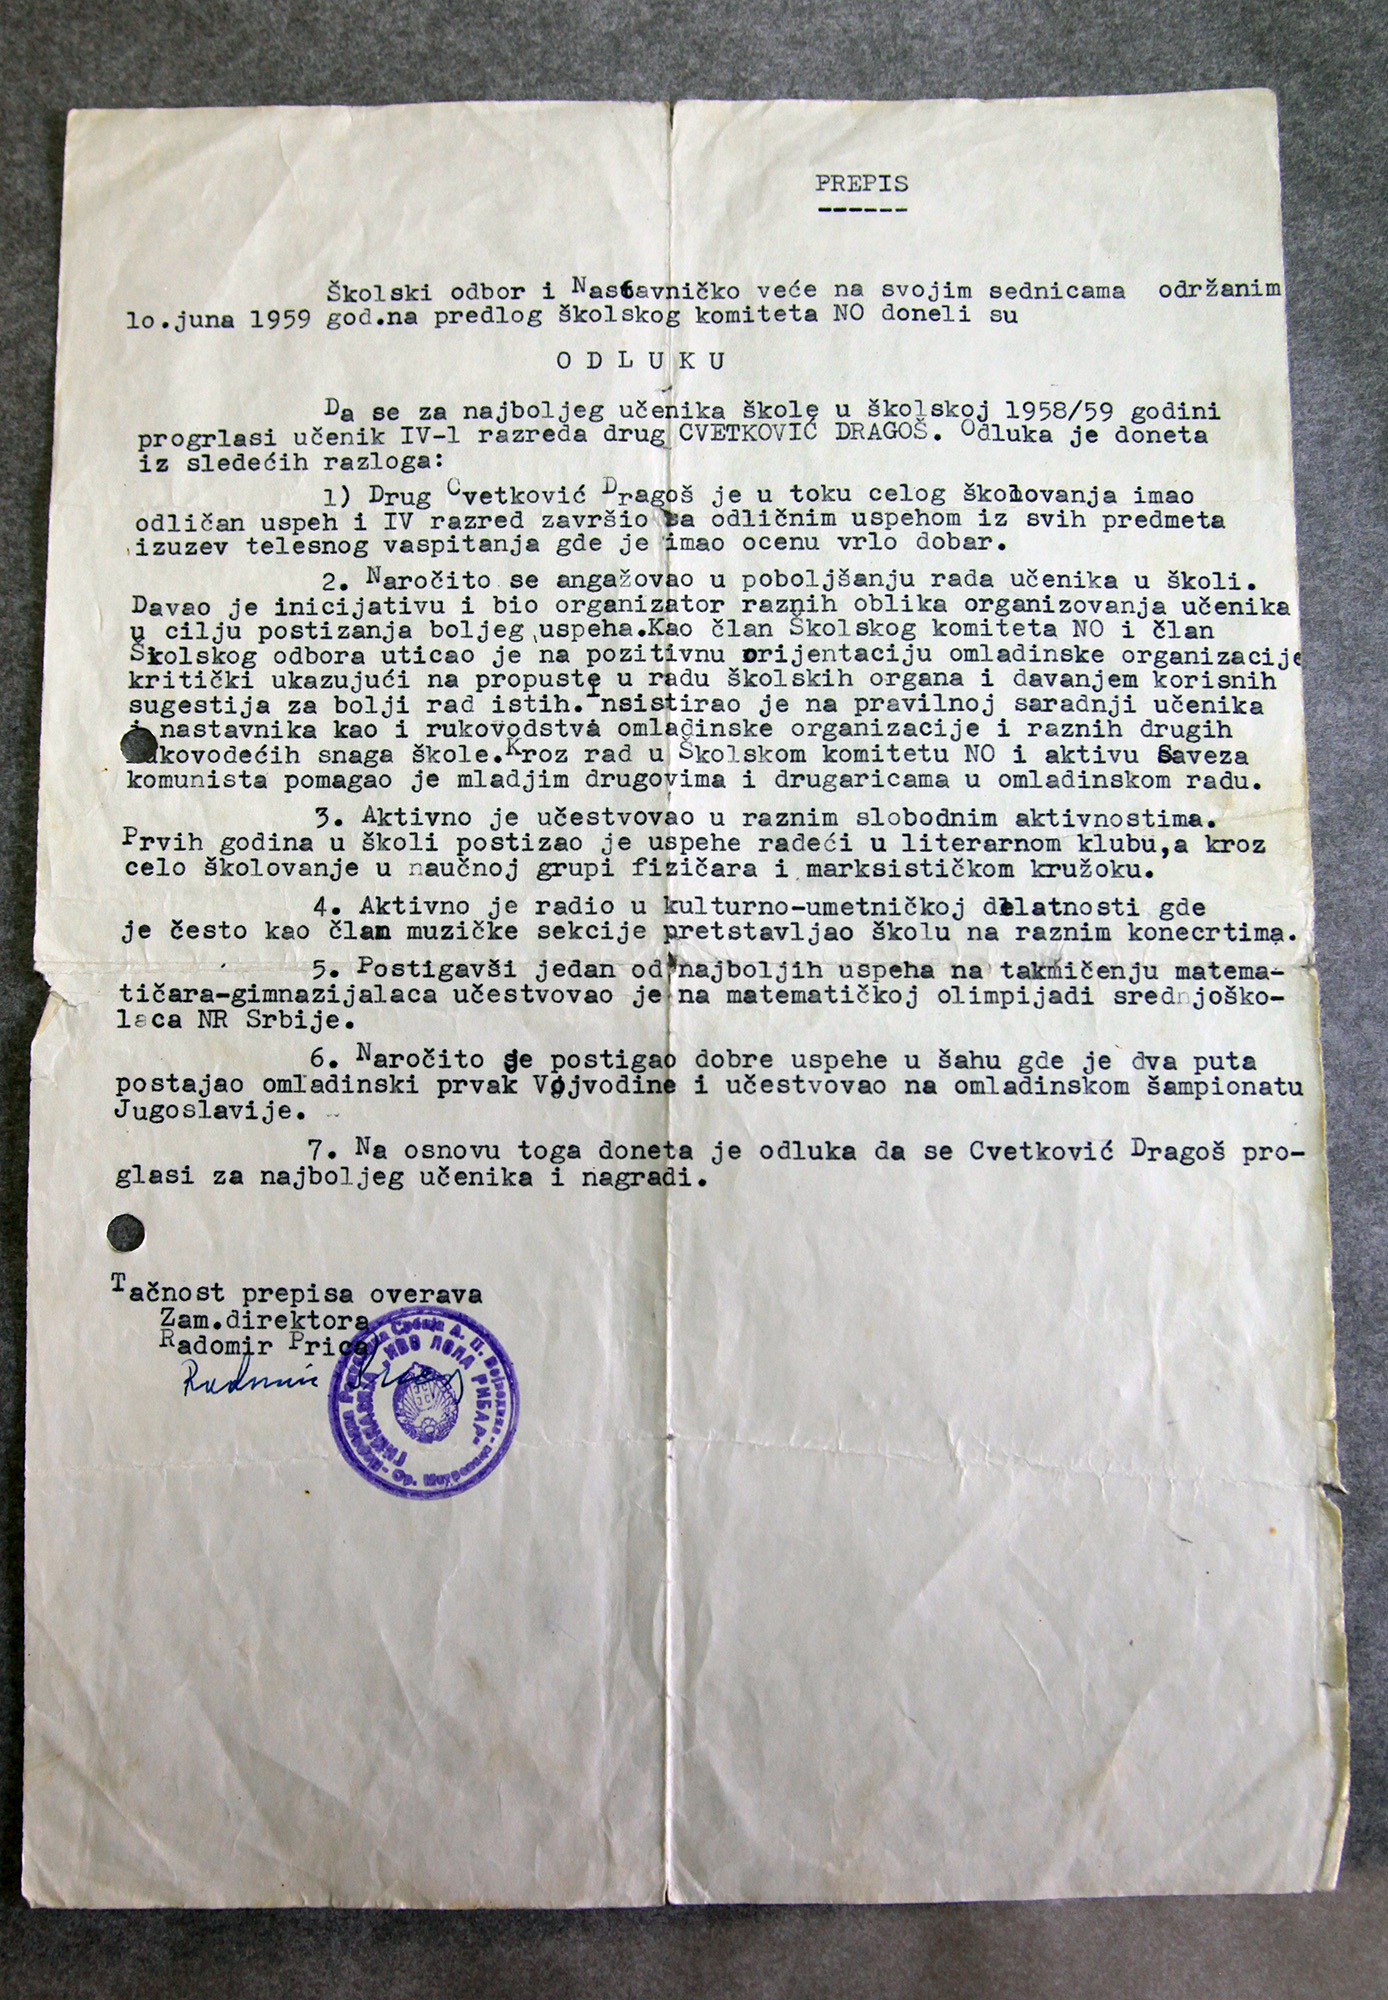 PREPIS
Školski odbor i Nastavničko veće na svojim sednicama održanim
lo.juna 1959 god.na predlog školskog komiteta NO doneli su
O D L U K U
Da se za najboljeg učenika škole u školskoj 1958/59 godini
progrlasi učenik IV-l razreda drug CVETKOVIĆ DRAGOŠ. Odluka je doneta
iz sledećih razloga:
1) Drug Cvetković Dragoš je u toku celog školovanja imao
odličan uspeh i IV razred završio sa odličnim uspehom iz svih predmeta
izuzev telesnog vaspitanja gde je imao ocenu vrlo dobar.
2. Naročito se angažovao u poboljšanju rada učenika u školi.
Davao je inicijativu i bio organizator raznih oblika organizovanja učenika
u cilju postizanja boljeg uspeha.Kao član Školskog komiteta NO i član
Školskog odbora uticao je na pozitivnu orijentaciju omladinske organizacije
kritički ukazujući na propuste u radu školskih organa i davanjem korisnih
sugestija za bolji rad istih. Insistirao je na pravilnoj saradnji učenika
i nastavnika kao i rukovodstva omladinske organizacije i raznih drugih
rukovodećih snaga škole.Kroz rad u Školskom komitetu NO i aktivu Saveza
komunista pomagao je mladjim drugovima i drugaricama u omladinskom radu.
3. Aktivno je učestvovao u raznim slobodnim aktivnostima.
Prvih godina u školi postizao je uspehe radeći u literarnom klubu,a kroz
celo školovanje u naučnoj grupi fizičara i marksističkom kružoku.
4. Aktivno je radio u kulturno-umetničkoj delatnosti gde
je često kao član muzičke sekcije pretstavljao školu na raznim konecrtima.
5. Postigavši jedan od najboljih uspeha na takmičenju matema-
tičara-gimnazijalaca učestvovao je na matematičkoj olimpijadi srednjoško-
laca NR Srbije.
6. Naročito je postigao dobre uspehe u šahu gde je dva puta
postajao omladinski prvak Vojvodine i učestvovao na omladinskom šampionatu
Jugoslavije.
7. Na osnovu toga doneta je odluka da se Cvetković Dragoš pro-
glasi za najboljeg učenika i nagradi.
Tačnost prepisa overava
Zam.direktora
Radomir Prica
Radomir Prica
Народна Република Србија А. П. Војводина - Ср. Митровица
ГИМНАЗИЈА „ИВО ЛОЛА РИБАР"